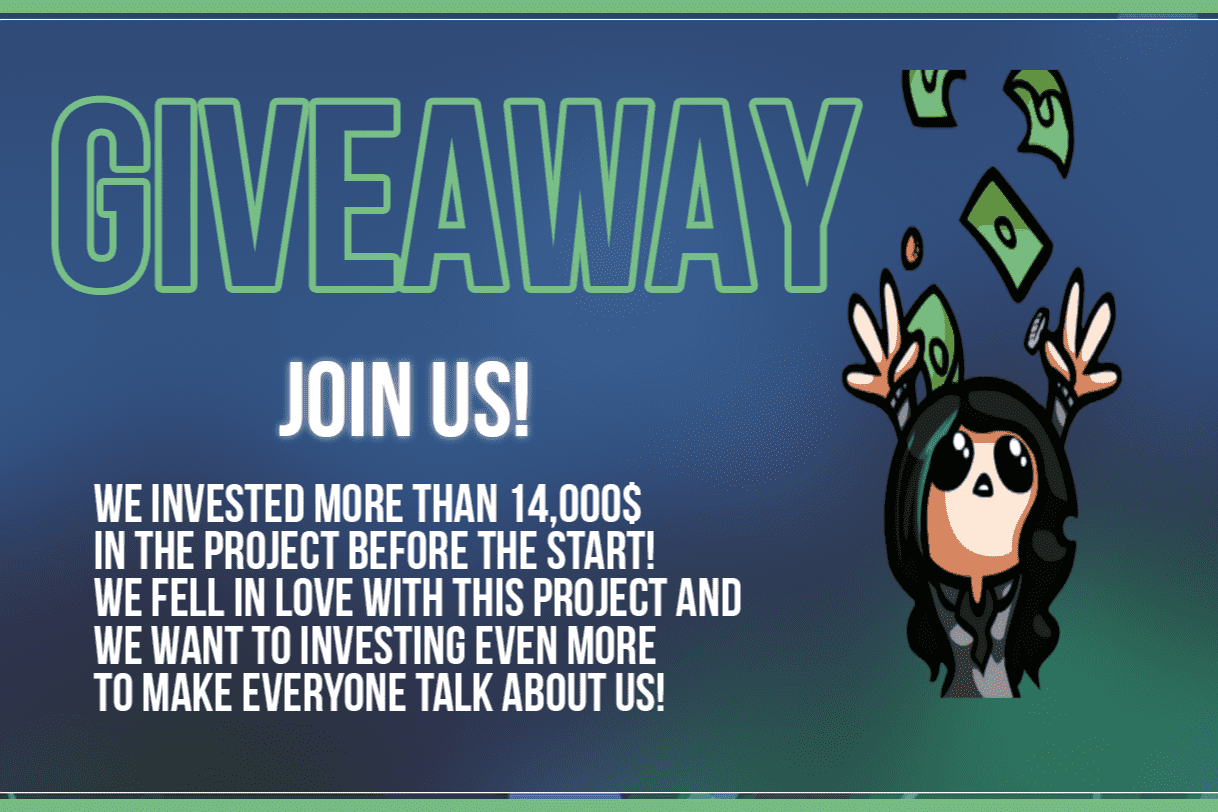 GIVEAWAY
JOIN US!
WE INVESTED MORE THAN 14,000$
IN THE PROJECT BEFORE THE START!
WE FELL IN LOVE WITH THIS PROJECT AND
WE WANT TO INVESTING EVEN MORE
TO MAKE EVERYONE TALK ABOUT US!